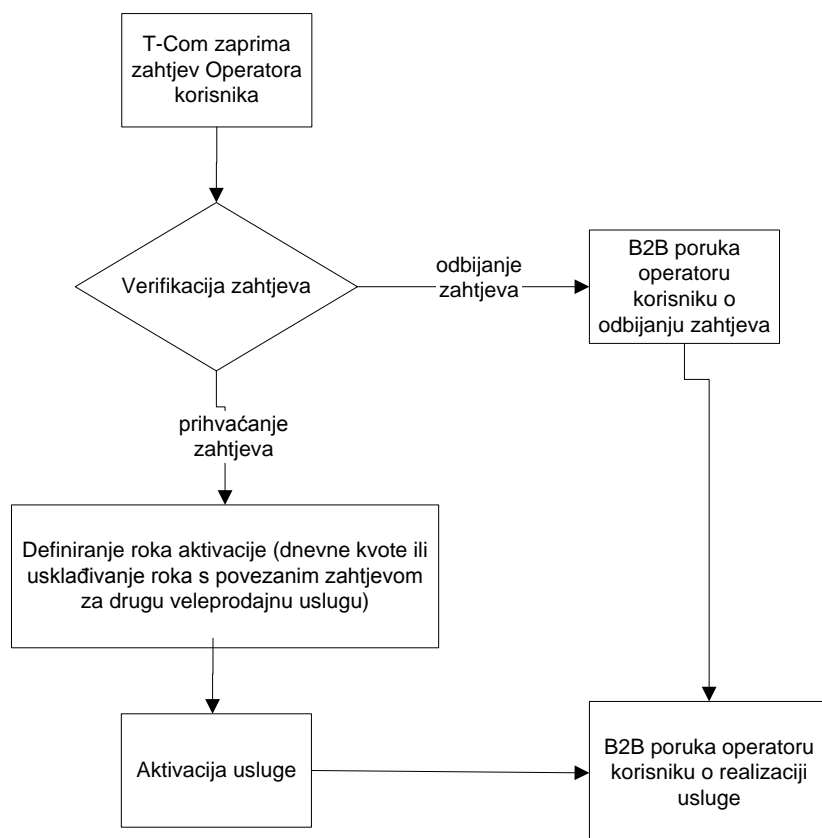 T-Com zaprima
zahtjev Operatora
korisnika
Verifikacija zahtjeva
odbijanje
zahtjeva
B2B poruka
operatoru
korisniku o
odbijanju zahtjeva
prihvaćanje
zahtjeva
Definiranje roka aktivacije (dnevne kvote ili
usklađivanje roka s povezanim zahtjevom
za drugu veleprodajnu uslugu)
Aktivacija usluge
B2B poruka operatoru
korisniku o realizaciji
usluge